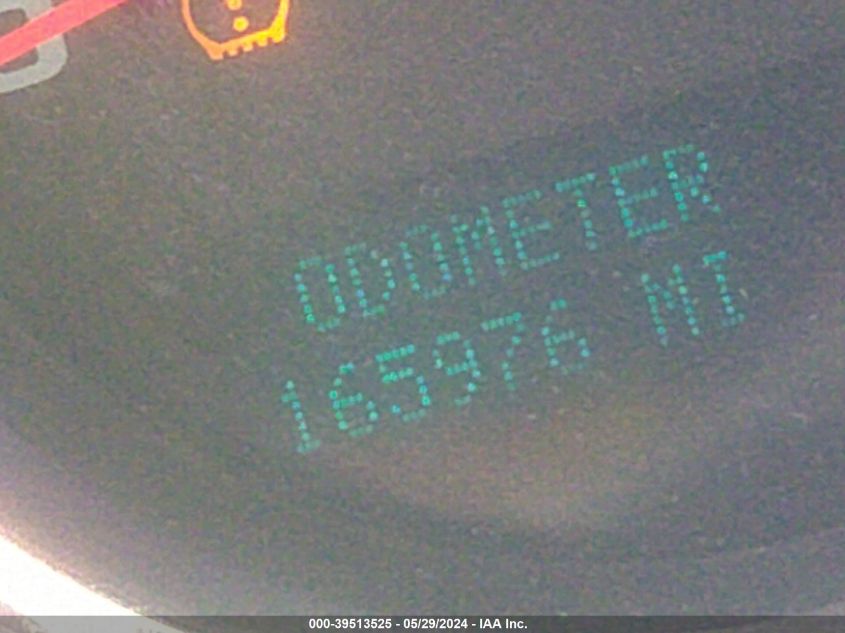 ODOMETER
165976 MI
000-39513525 - 05/29/2024 - IAA Inc.